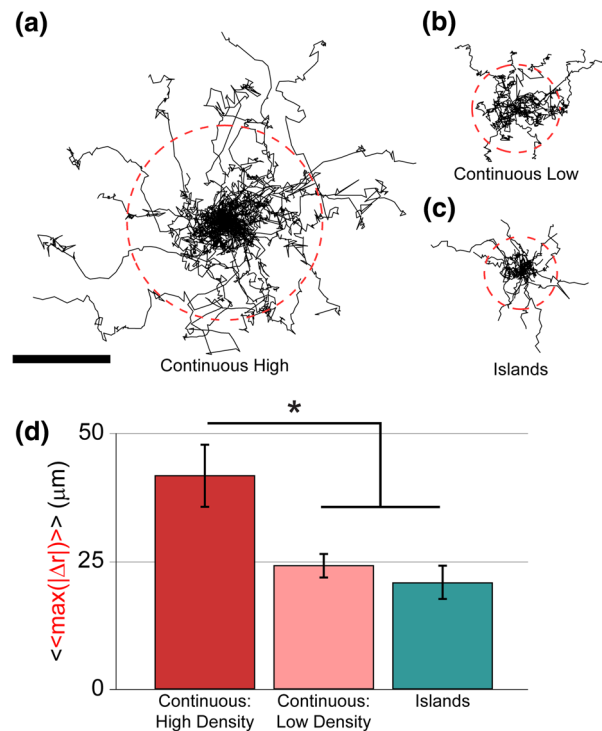 (a)
(b)
Continuous Low
(c)
Continuous High
Islands
(d)
*
50
25
0
<<max(|Δr|)>> (μm)
Continuous:
High Density
Continuous:
Low Density
Islands